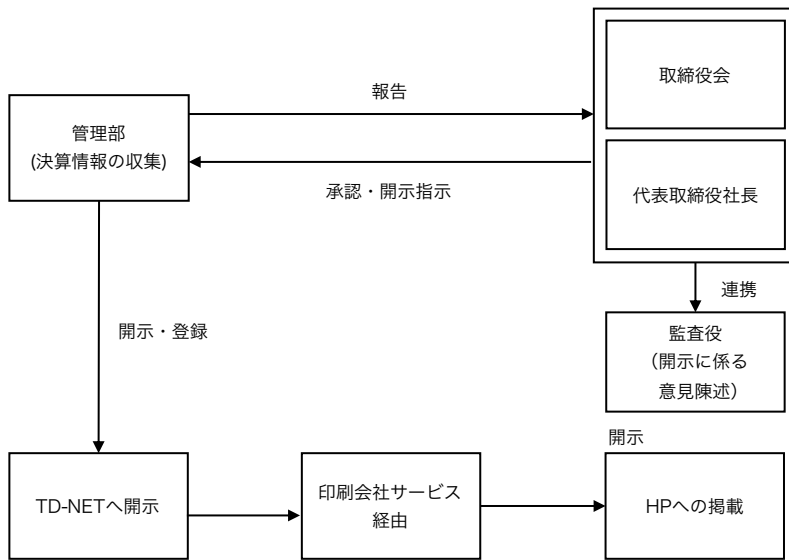 取締役会
報告
管理部
(決算情報の収集)
承認・開示指示
代表取締役社長
連携
開示・登録
監査役
（開示に係る
意見陳述）
開示
TD-NETへ開示
印刷会社サービス
経由
HPへの掲載